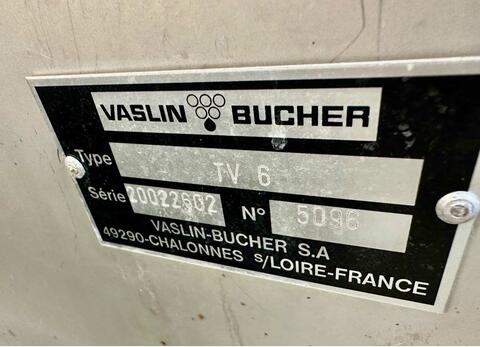 VASLIN BUCHER
Type TV 6
Série 20022602 N° 5096
VASLIN-BUCHER S.A
49290-CHALONNES s/LOIRE-FRANCE